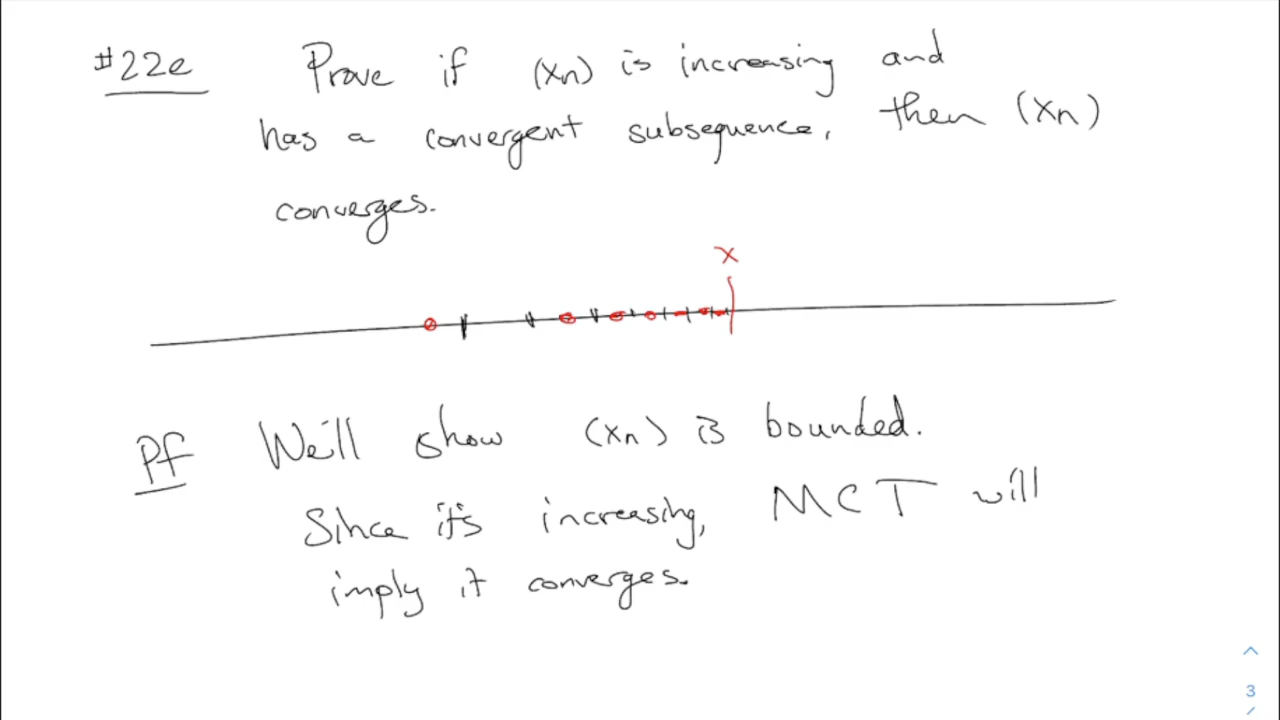 #22e Prove if (xn) is increasing and
has a convergent subsequence, then (xn)
converges.
x
Pf We'll show (xn) is bounded.
Since it's increasing, MCT will
imply it converges.
3